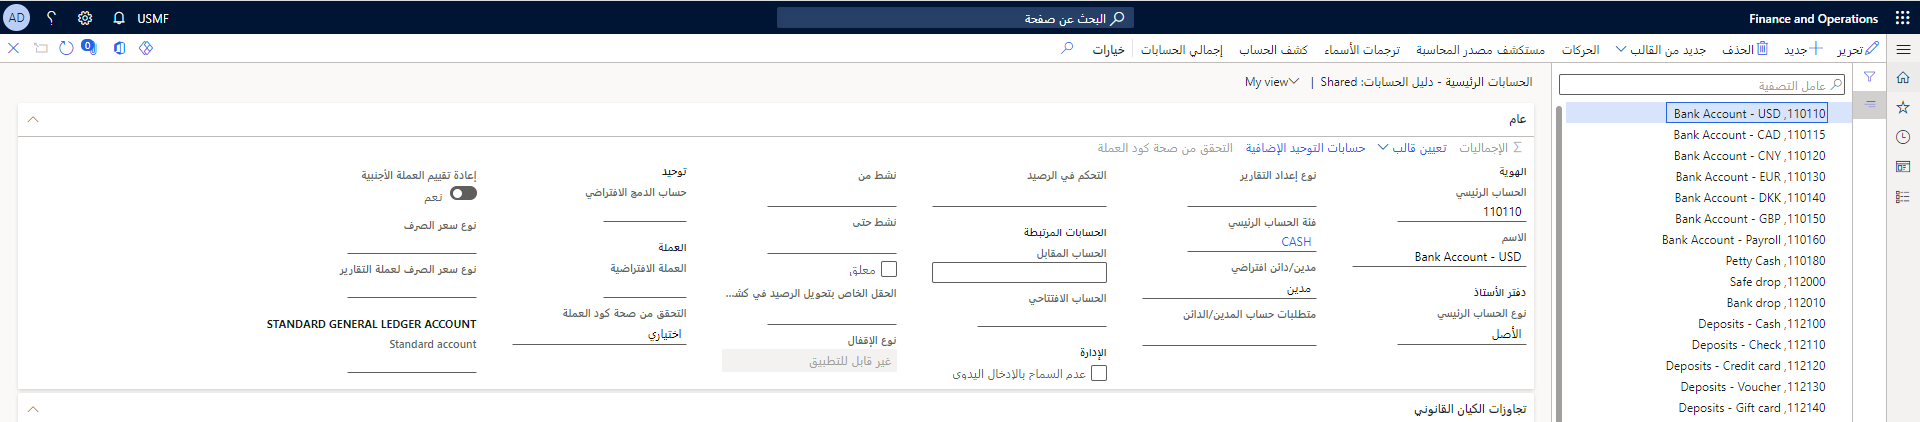 Finance and Operations
البحث عن صفحة
USMF
؟
AD
تحرير
جديد
الحذف
جديد من القالب
الحركات
مستكشف مصدر المحاسبة
ترجمات الأسماء
كشف الحساب
إجمالي الحسابات
خيارات
0
عامل التصفية
110110, Bank Account - USD
110115, Bank Account - CAD
110120, Bank Account - CNY
110130, Bank Account - EUR
110140, Bank Account - DKK
110150, Bank Account - GBP
110160, Bank Account - Payroll
110180, Petty Cash
112000, Safe drop
112010, Bank drop
112100, Deposits - Cash
112110, Deposits - Check
112120, Deposits - Credit card
112130, Deposits - Voucher
112140, Deposits - Gift card
الحسابات الرئيسية - دليل الحسابات: Shared | My view
عام
الإجماليات
تعيين قالب
حسابات التوحيد الإضافية
التحقق من صحة كود العملة
الهوية
الحساب الرئيسي
110110
الاسم
Bank Account - USD
دفتر الأستاذ
نوع الحساب الرئيسي
الأصل
نوع إعداد التقارير
فئة الحساب الرئيسي
CASH
مدين/دائن افتراضي
مدين
متطلبات حساب المدين/الدائن
التحكم في الرصيد
الحسابات المرتبطة
الحساب المقابل
الحساب الافتتاحي
الإدارة
عدم السماح بالإدخال اليدوي
نشط من
نشط حتى
معلق
الحقل الخاص بتحويل الرصيد في كش...
نوع الإقفال
غير قابل للتطبيق
توحيد
حساب الدمج الافتراضي
العملة
العملة الافتراضية
التحقق من صحة كود العملة
اختياري
إعادة تقييم العملة الأجنبية
نعم
نوع سعر الصرف
نوع سعر الصرف لعملة التقارير
STANDARD GENERAL LEDGER ACCOUNT
Standard account
تجاوزات الكيان القانوني